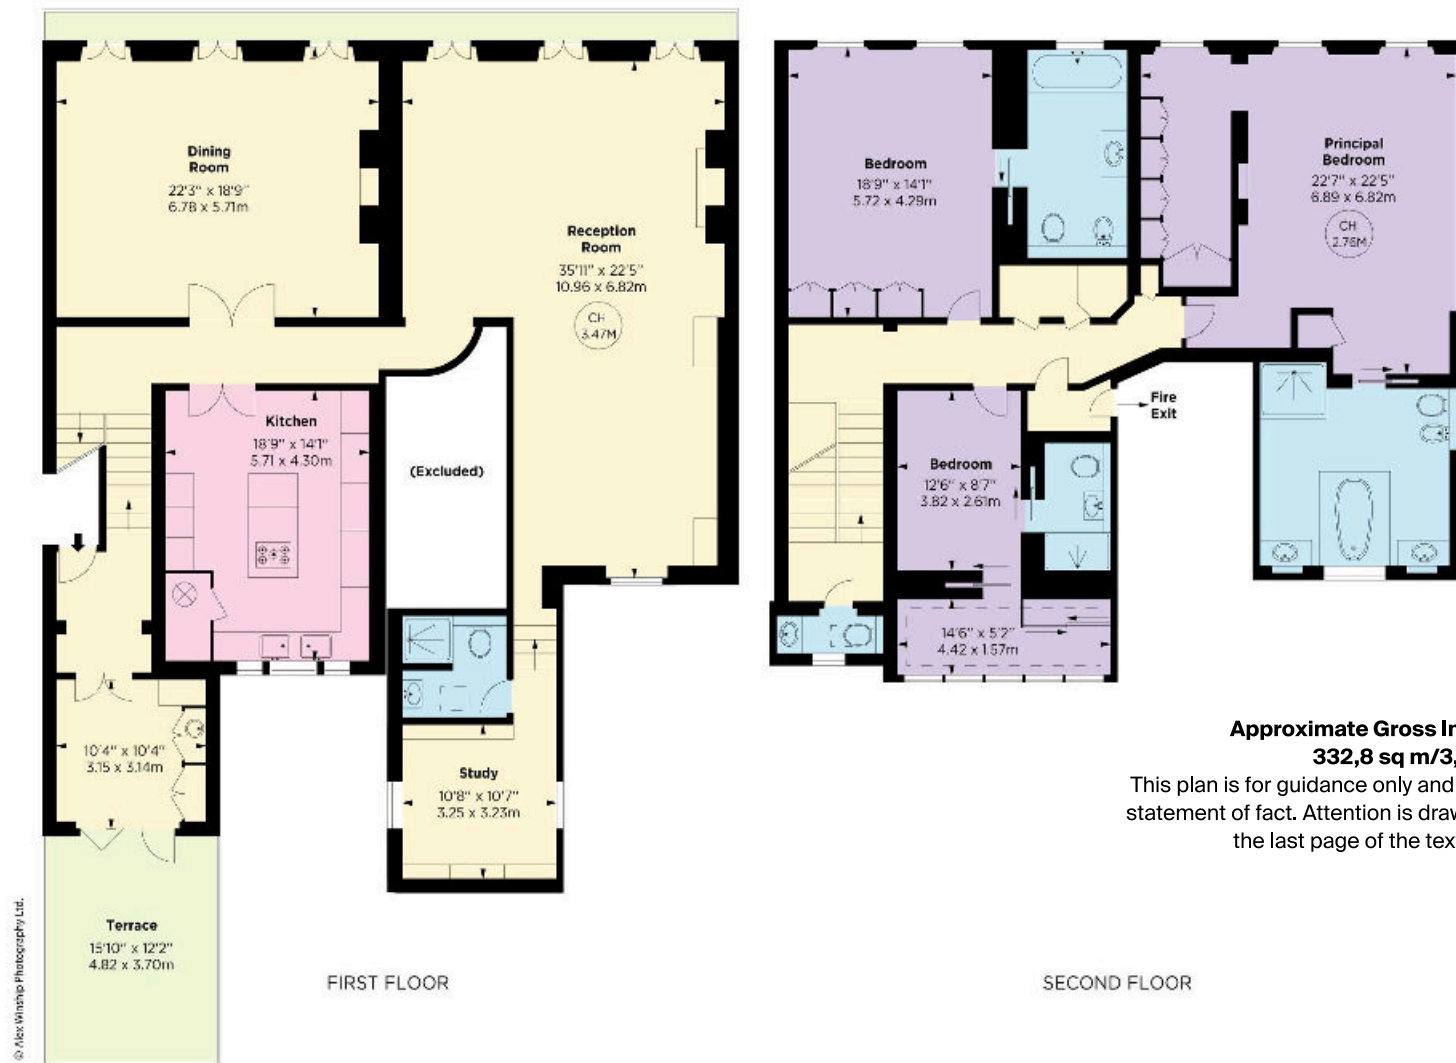 Dining
Room
22'3" x 18'9"
6.78 x 5.71m
Reception
Room
35'11" x 22'5"
10.96 x 6.82m
CH
3.47M
Kitchen
18'9" x 14'1"
5.71 x 4.30m
(Excluded)
10'4" x 10'4"
3.15 x 3.14m
Study
10'8" x 10'7"
3.25 x 3.23m
Terrace
15'10" x 12'2"
4.82 x 3.70m
FIRST FLOOR
© Alex Winship Photography Ltd.
Bedroom
18'9" x 14'1"
5.72 x 4.29m
Principal
Bedroom
22'7" x 22'5"
6.89 x 6.82m
CH
2.76M
Fire
Exit
Bedroom
12'6" x 8'7"
3.82 x 2.61m
14'6" x 5'2"
4.42 x 1.57m
SECOND FLOOR
Approximate Gross In
332,8 sq m/3,
This plan is for guidance only and
statement of fact. Attention is draw
the last page of the tex